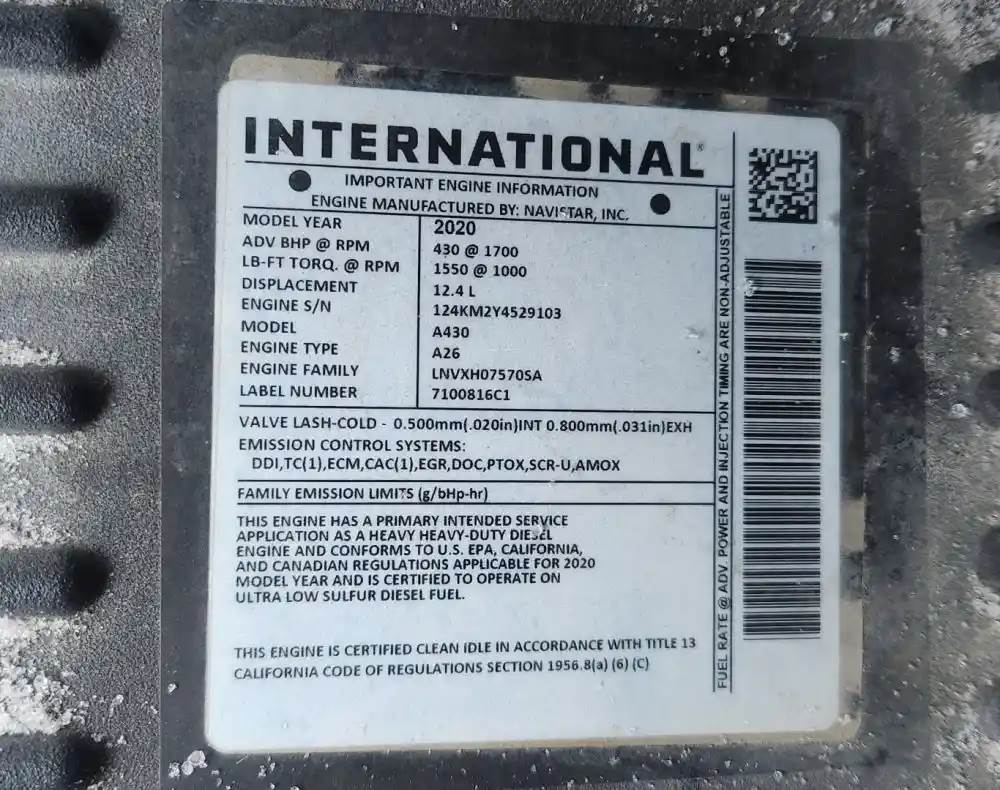 INTERNATIONAL®
IMPORTANT ENGINE INFORMATION
ENGINE MANUFACTURED BY: NAVISTAR, INC.
MODEL YEAR 2020
ADV BHP @ RPM 430 @ 1700
LB-FT TORQ. @ RPM 1550 @ 1000
DISPLACEMENT 12.4 L
ENGINE S/N 124KM2Y4529103
MODEL A430
ENGINE TYPE A26
ENGINE FAMILY LNVXH07570SA
LABEL NUMBER 7100816C1
VALVE LASH-COLD - 0.500mm(.020in)INT 0.800mm(.031in)EXH
EMISSION CONTROL SYSTEMS:
DDI,TC(1),ECM,CAC(1),EGR,DOC,PTOX,SCR-U,AMOX
FAMILY EMISSION LIMITS (g/bHp-hr)
THIS ENGINE HAS A PRIMARY INTENDED SERVICE
APPLICATION AS A HEAVY HEAVY-DUTY DIESEL
ENGINE AND CONFORMS TO U.S. EPA, CALIFORNIA,
AND CANADIAN REGULATIONS APPLICABLE FOR 2020
MODEL YEAR AND IS CERTIFIED TO OPERATE ON
ULTRA LOW SULFUR DIESEL FUEL.
THIS ENGINE IS CERTIFIED CLEAN IDLE IN ACCORDANCE WITH TITLE 13
CALIFORNIA CODE OF REGULATIONS SECTION 1956.8(a) (6) (C)
FUEL RATE @ ADV. POWER AND INJECTION TIMING ARE NON-ADJUSTABLE